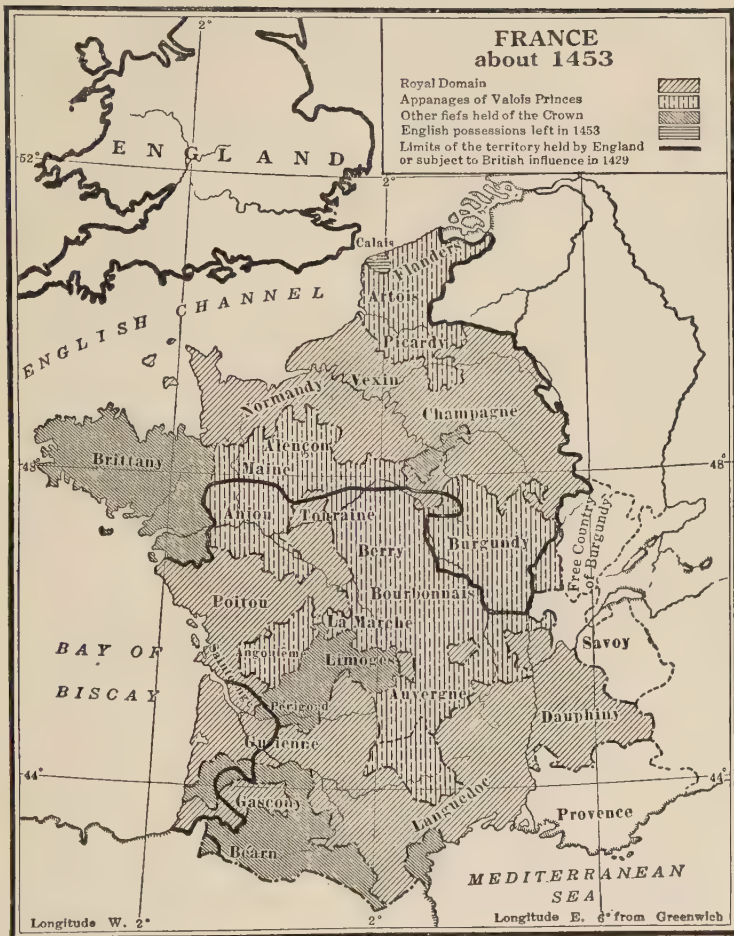 FRANCE
about 1453
Royal Domain
Appanages of Valois Princes
Other fiefs held of the Crown
English possessions left in 1453
Limits of the territory held by England
or subject to British influence in 1429
2°
52°
ENGLAND
2°
Calais
Flanders
Artois
ENGLISH CHANNEL
Picardy
Normandy
Vexin
Champagne
Alençon
Brittany
Maine
48°
48°
Anjou
Touraine
Berry
Burgundy
Free Country
of Burgundy
Bourbonnais
Poitou
La Marche
BAY OF
BISCAY
Limoges
Savoy
Auvergne
Périgord
Dauphiny
Guienne
44°
44°
Gascony
Languedoc
Provence
Béarn
MEDITERRANEAN
SEA
Longitude W. 2°
2°
Longitude E. 6° from Greenwich